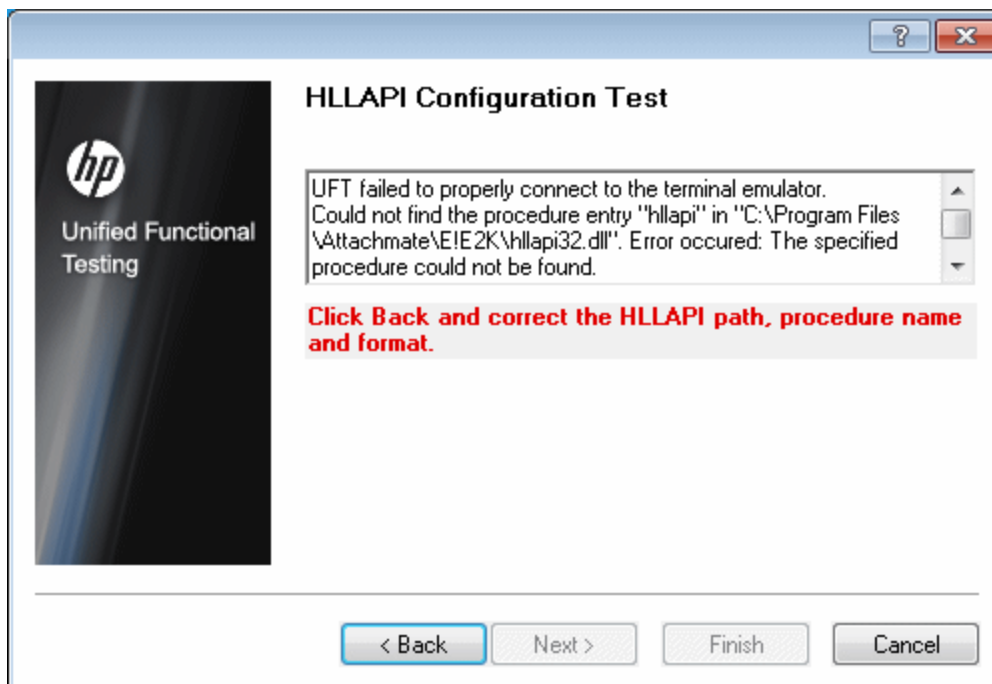 ?
HLLAPI Configuration Test
hp
Unified Functional
Testing
UFT failed to properly connect to the terminal emulator.
Could not find the procedure entry "hllapi" in "C:\Program Files
\Attachmate\E!E2K\hllapi32.dll". Error occured: The specified
procedure could not be found.
Click Back and correct the HLLAPI path, procedure name
and format.
< Back
Next >
Finish
Cancel